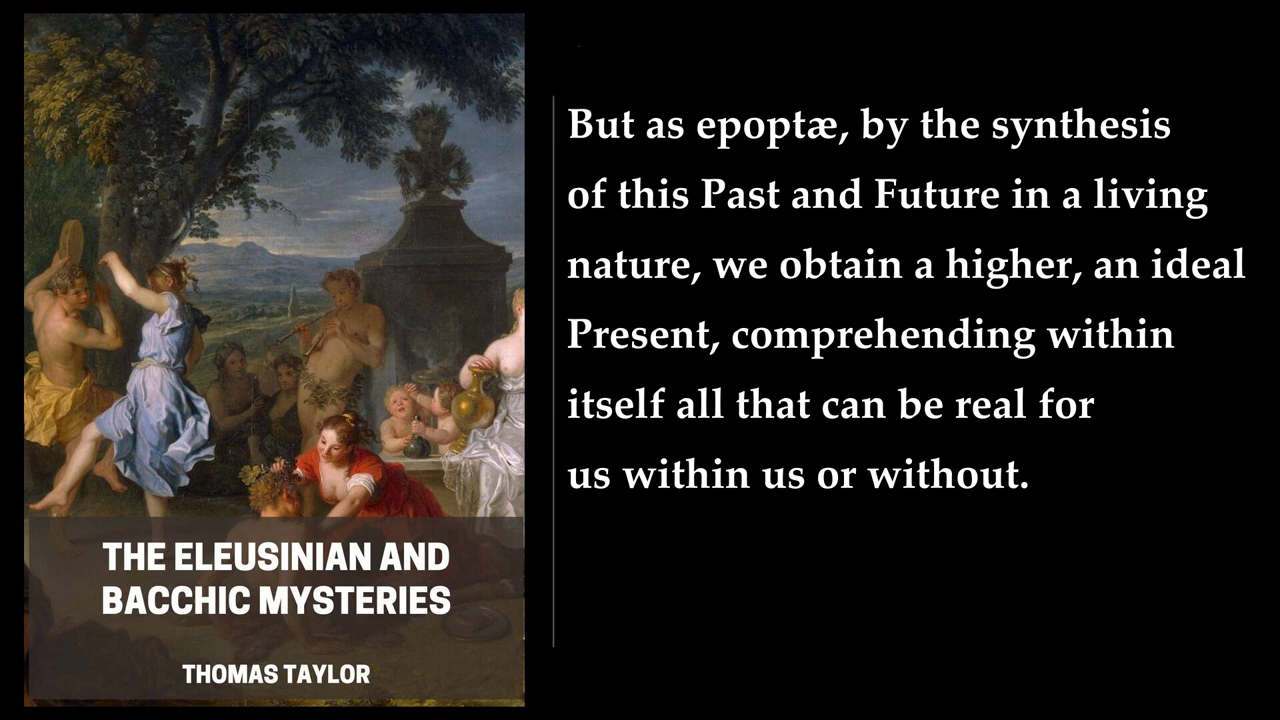 But as epoptæ, by the synthesis
of this Past and Future in a living
nature, we obtain a higher, an ideal
Present, comprehending within
itself all that can be real for
us within us or without.
THE ELEUSINIAN AND
BACCHIC MYSTERIES
THOMAS TAYLOR